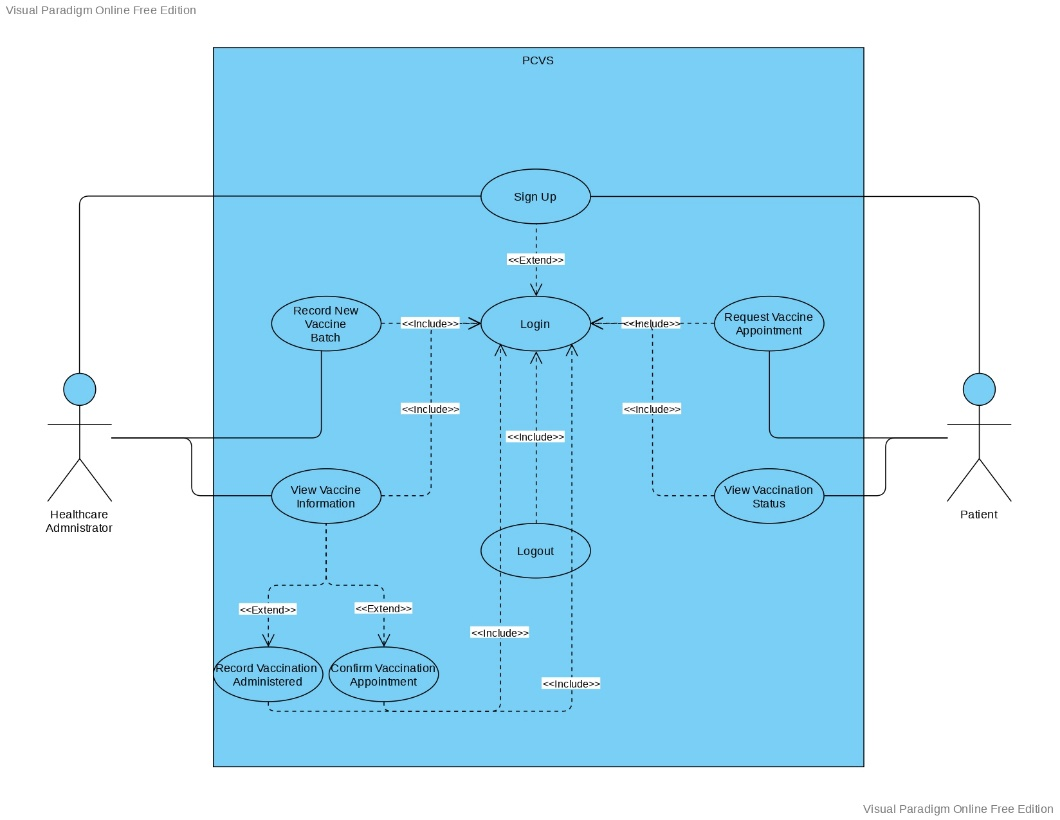 Visual Paradigm Online Free Edition
PCVS
Sign Up
<<Extend>>
Record New
Vaccine
Batch
<<Include>>
Login
<<Include>>
Request Vaccine
Appointment
<<Include>>
<<Include>>
<<Include>>
Healthcare
Admnistrator
View Vaccine
Information
View Vaccination
Status
Patient
Logout
<<Extend>>
<<Extend>>
<<Include>>
Record Vaccination
Administered
Confirm Vaccination
Appointment
<<Include>>
Visual Paradigm Online Free Edition